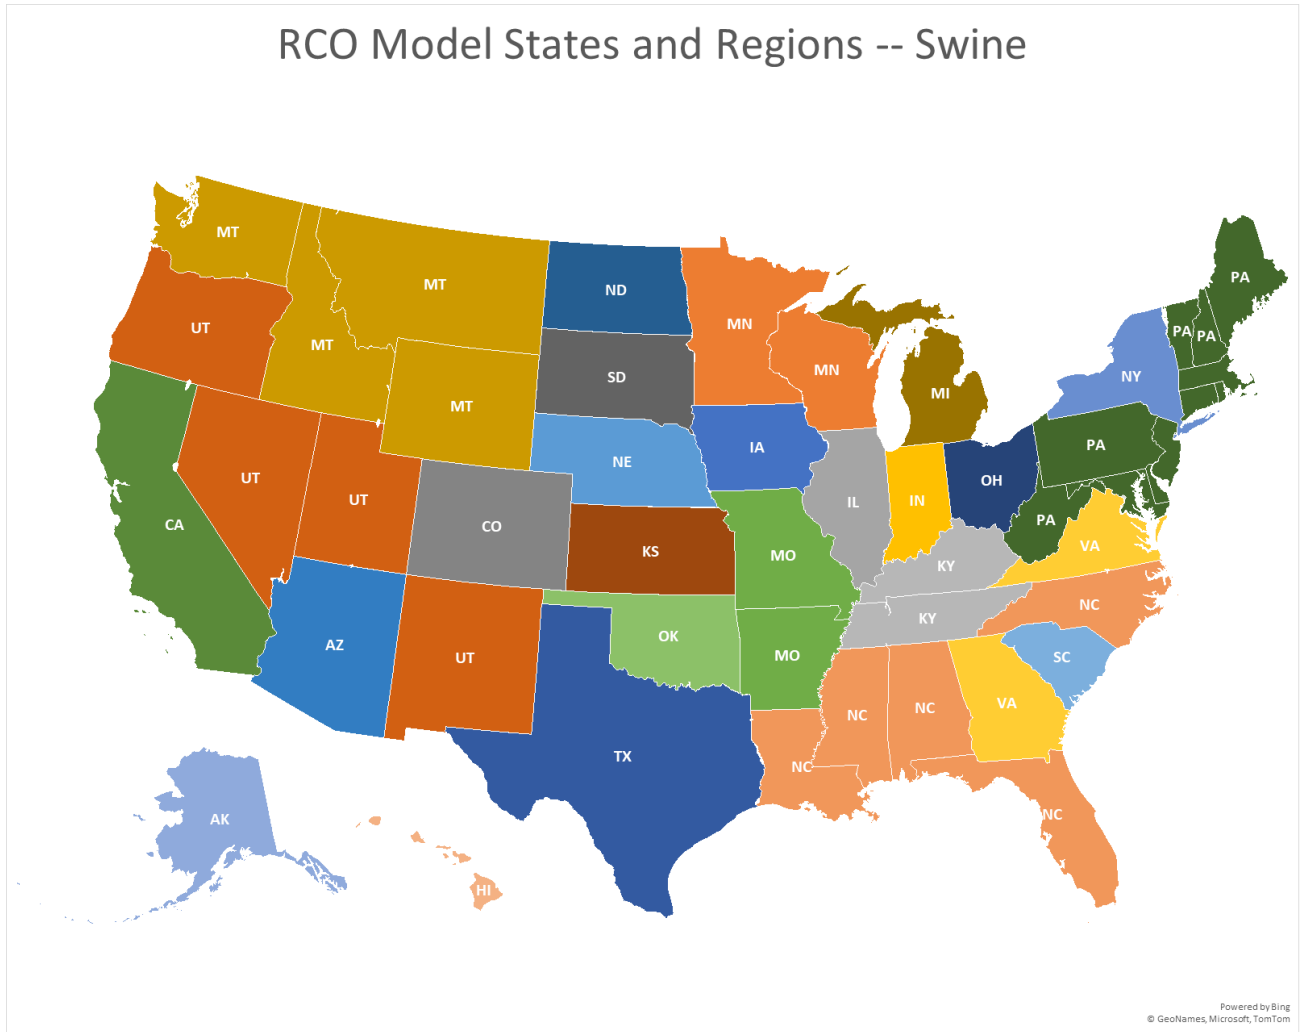 RCO Model States and Regions -- Swine
MT
MT
PA
ND
MN
UT
PA
PA
MT
MN
SD
NY
MI
MT
PA
IA
NE
UT
OH
UT
IN
IL
PA
CA
CO
VA
KS
MO
KY
NC
KY
OK
AZ
MO
SC
UT
VA
NC
NC
TX
NC
NC
AK
HI
Powered by Bing
© GeoNames, Microsoft, TomTom